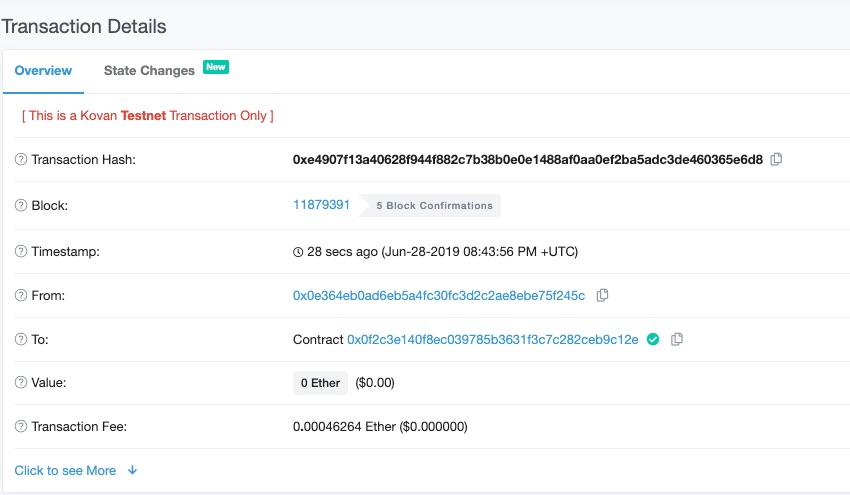 Transaction Details
Overview State Changes New
[ This is a Kovan Testnet Transaction Only ]
Transaction Hash: 0xe4907f13a40628f944f882c7b38b0e0e1488af0aa0ef2ba5adc3de460365e6d8
Block: 11879391 5 Block Confirmations
Timestamp: 28 secs ago (Jun-28-2019 08:43:56 PM +UTC)
From: 0x0e364eb0ad6eb5a4fc30fc3d2c2ae8ebe75f245c
To: Contract 0x0f2c3e140f8ec039785b3631f3c7c282ceb9c12e
Value: 0 Ether ($0.00)
Transaction Fee: 0.00046264 Ether ($0.000000)
Click to see More